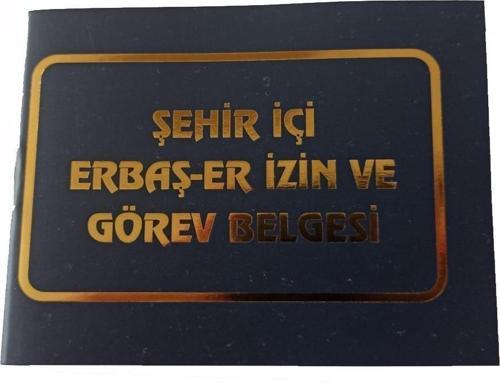 ŞEHİR İÇİ
ERBAŞ-ER İZİN VE
GÖREV BELGESİ